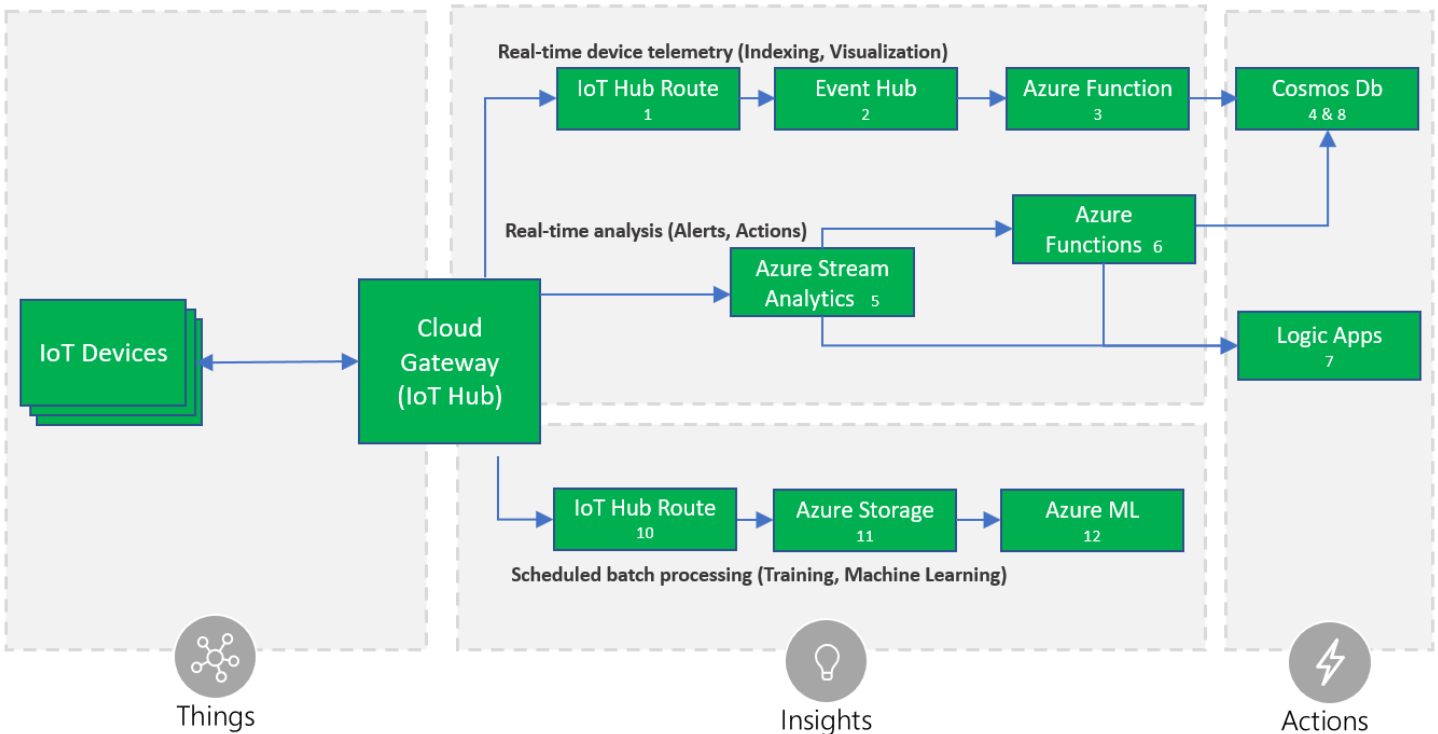 Real-time device telemetry (Indexing, Visualization)
IoT Hub Route
1
Event Hub
2
Azure Function
3
Cosmos Db
4 & 8
Real-time analysis (Alerts, Actions)
Azure Stream
Analytics 5
Azure
Functions 6
IoT Devices
Cloud
Gateway
(IoT Hub)
Logic Apps
7
IoT Hub Route
10
Azure Storage
11
Azure ML
12
Scheduled batch processing (Training, Machine Learning)
Things
Insights
Actions